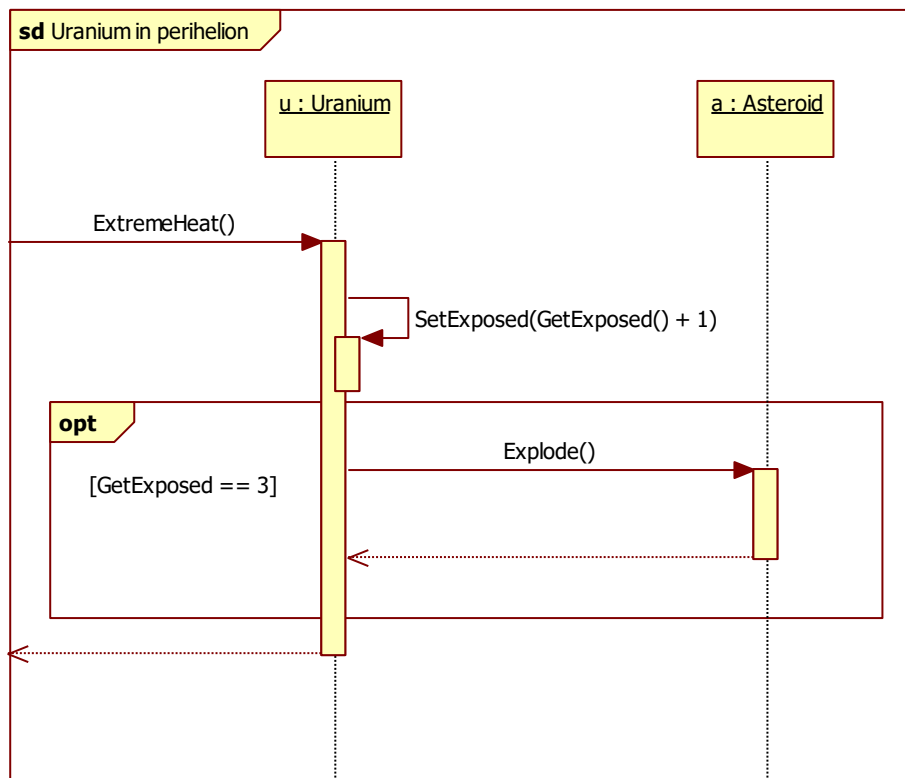 sd Uranium in perihelion
u : Uranium
a : Asteroid
ExtremeHeat()
SetExposed(GetExposed() + 1)
opt
Explode()
[GetExposed == 3]